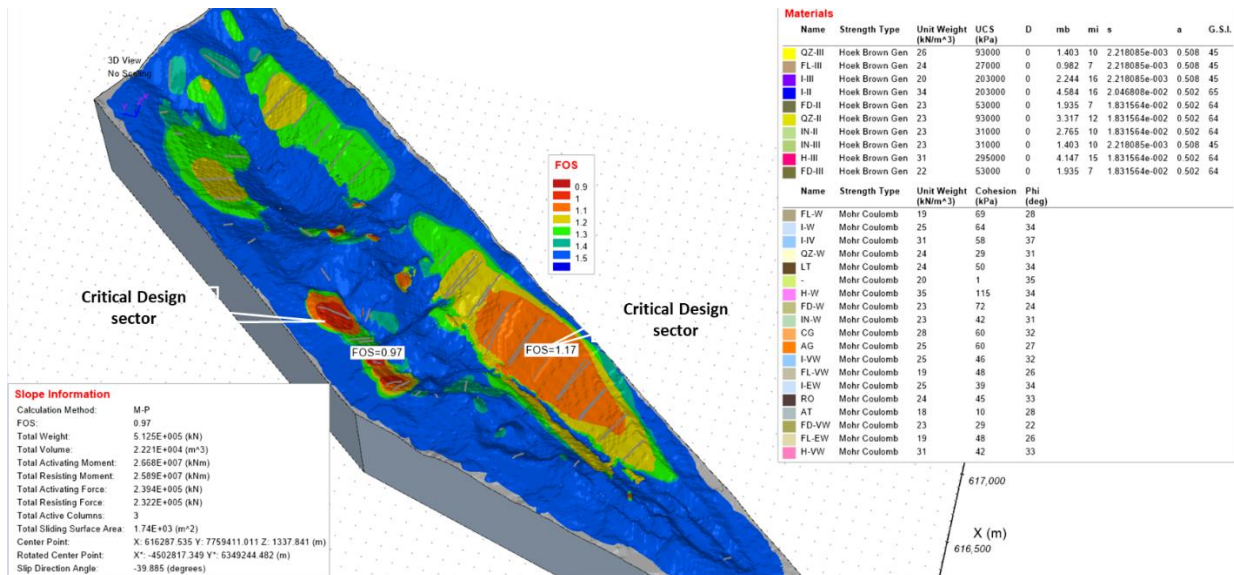 3D View
No Scaling
FOS
0.9
1
1.1
1.2
1.3
1.4
1.5
Critical Design
sector
FOS=0.97
Critical Design
sector
FOS=1.17
Slope Information
Calculation Method: M-P
FOS: 0.97
Total Weight: 5.125E+005 (kN)
Total Volume: 2.221E+004 (m^3)
Total Activating Moment: 2.668E+007 (kNm)
Total Resisting Moment: 2.589E+007 (kNm)
Total Activating Force: 2.394E+005 (kN)
Total Resisting Force: 2.322E+005 (kN)
Total Active Columns: 3
Total Sliding Surface Area: 1.74E+03 (m^2)
Center Point: X: 616287.535 Y: 7759411.011 Z: 1337.841 (m)
Rotated Center Point: X*: -4502817.349 Y*: 6349244.482 (m)
Slip Direction Angle: -39.885 (degrees)
Materials
Name Strength Type Unit Weight (kN/m^3) UCS (kPa) D mb mi s a G.S.I.
QZ-III Hoek Brown Gen 26 93000 0 1.403 10 2.218085e-003 0.508 45
FL-III Hoek Brown Gen 24 27000 0 0.982 7 2.218085e-003 0.508 45
I-III Hoek Brown Gen 20 203000 0 2.244 16 2.218085e-003 0.508 45
I-II Hoek Brown Gen 34 203000 0 4.584 16 2.046808e-002 0.502 65
FD-II Hoek Brown Gen 23 53000 0 1.935 7 1.831564e-002 0.502 64
QZ-II Hoek Brown Gen 23 93000 0 3.317 12 1.831564e-002 0.502 64
IN-II Hoek Brown Gen 23 31000 0 2.765 10 1.831564e-002 0.502 64
IN-III Hoek Brown Gen 23 31000 0 1.403 10 2.218085e-003 0.508 45
H-III Hoek Brown Gen 31 295000 0 4.147 15 1.831564e-002 0.502 64
FD-III Hoek Brown Gen 22 53000 0 1.935 7 1.831564e-002 0.502 64
Name Strength Type Unit Weight (kN/m^3) Cohesion (kPa) Phi (deg)
FL-W Mohr Coulomb 19 69 28
I-W Mohr Coulomb 25 64 34
I-IV Mohr Coulomb 31 58 37
QZ-W Mohr Coulomb 24 29 31
LT Mohr Coulomb 24 50 34
- Mohr Coulomb 20 1 35
H-W Mohr Coulomb 35 115 34
FD-W Mohr Coulomb 23 72 24
IN-W Mohr Coulomb 23 42 31
CG Mohr Coulomb 28 60 32
AG Mohr Coulomb 25 60 27
I-VW Mohr Coulomb 25 46 32
FL-VW Mohr Coulomb 19 48 26
I-EW Mohr Coulomb 25 39 34
RO Mohr Coulomb 24 45 33
AT Mohr Coulomb 18 10 28
FD-VW Mohr Coulomb 23 29 22
FL-EW Mohr Coulomb 19 48 26
H-VW Mohr Coulomb 31 42 33
617,000
X (m)
616,500